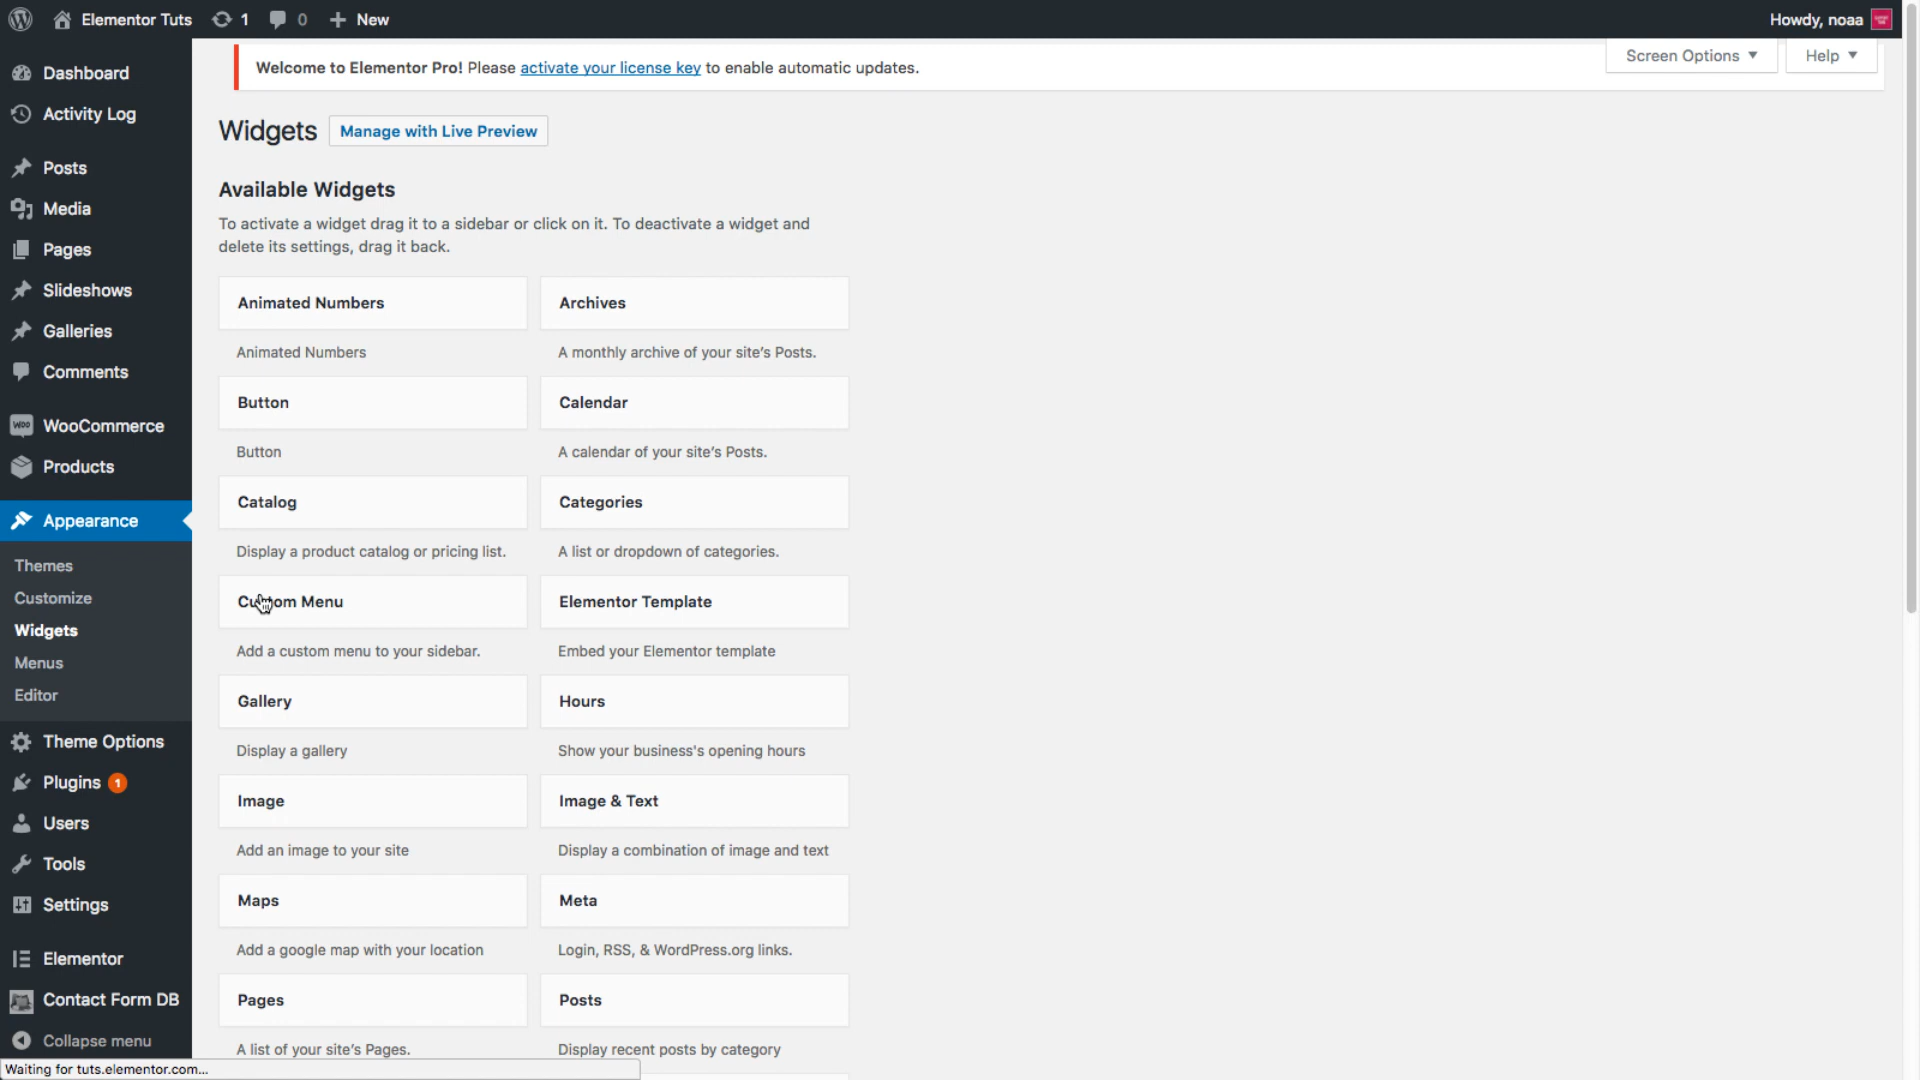 Elementor Tuts 1 0 New Howdy, noaa
Screen Options Help
Welcome to Elementor Pro! Please activate your license key to enable automatic updates.
Dashboard
Activity Log
Posts
Media
Pages
Slideshows
Galleries
Comments
WooCommerce
Products
Appearance
Themes
Customize
Widgets
Menus
Editor
Theme Options
Plugins 1
Users
Tools
Settings
Elementor
Contact Form DB
Collapse menu
Widgets Manage with Live Preview
Available Widgets
To activate a widget drag it to a sidebar or click on it. To deactivate a widget and
delete its settings, drag it back.
Animated Numbers Archives
Animated Numbers A monthly archive of your site's Posts.
Button Calendar
Button A calendar of your site's Posts.
Catalog Categories
Display a product catalog or pricing list. A list or dropdown of categories.
Custom Menu Elementor Template
Add a custom menu to your sidebar. Embed your Elementor template
Gallery Hours
Display a gallery Show your business's opening hours
Image Image & Text
Add an image to your site Display a combination of image and text
Maps Meta
Add a google map with your location Login, RSS, & WordPress.org links.
Pages Posts
A list of your site's Pages. Display recent posts by category
Waiting for tuts.elementor.com...